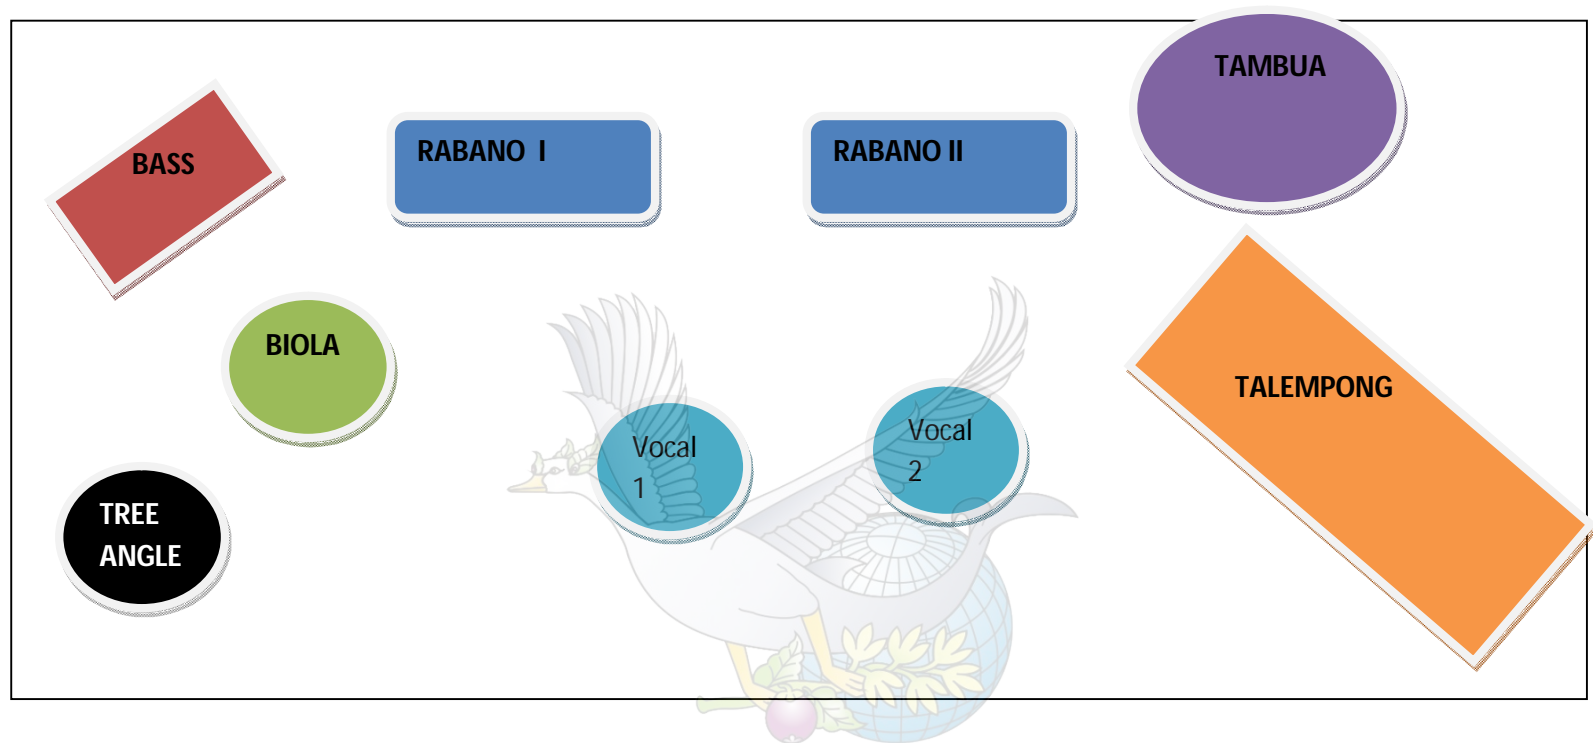 TAMBUA
BASS
RABANO I
RABANO II
BIOLA
TALEMPONG
Vocal
1
Vocal
2
TREE
ANGLE